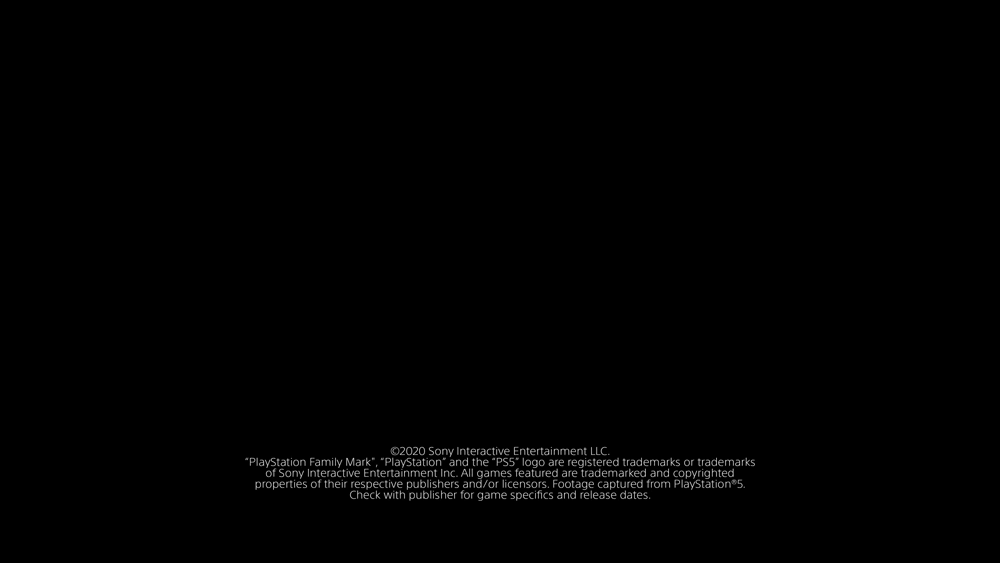 ©2020 Sony Interactive Entertainment LLC.
"PlayStation Family Mark", "PlayStation" and the "PS5" logo are registered trademarks or trademarks
of Sony Interactive Entertainment Inc. All games featured are trademarked and copyrighted
properties of their respective publishers and/or licensors. Footage captured from PlayStation®5.
Check with publisher for game specifics and release dates.